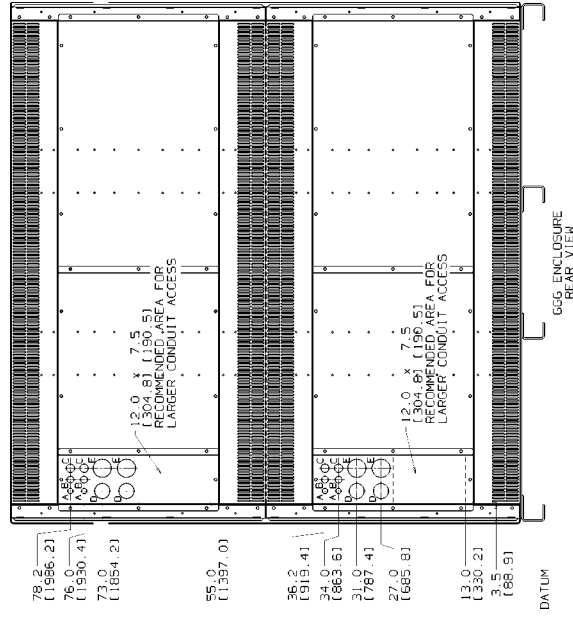 78.2
[1986.2]
76.0
[1930.4]
73.0
[1854.2]
55.0
[1397.0]
36.2
[919.4]
34.0
[863.6]
31.0
[787.4]
27.0
[685.8]
13.0
[330.2]
3.5
[88.9]
DATUM
A B C
A B C
D E
D E
12.0 x 7.5
[304.8] [190.5]
RECOMMENDED AREA FOR
LARGER CONDUIT ACCESS
A B C
A B C
D E
D E
12.0 x 7.5
[304.8] [190.5]
RECOMMENDED AREA FOR
LARGER CONDUIT ACCESS
GGG ENCLOSURE
REAR VIEW